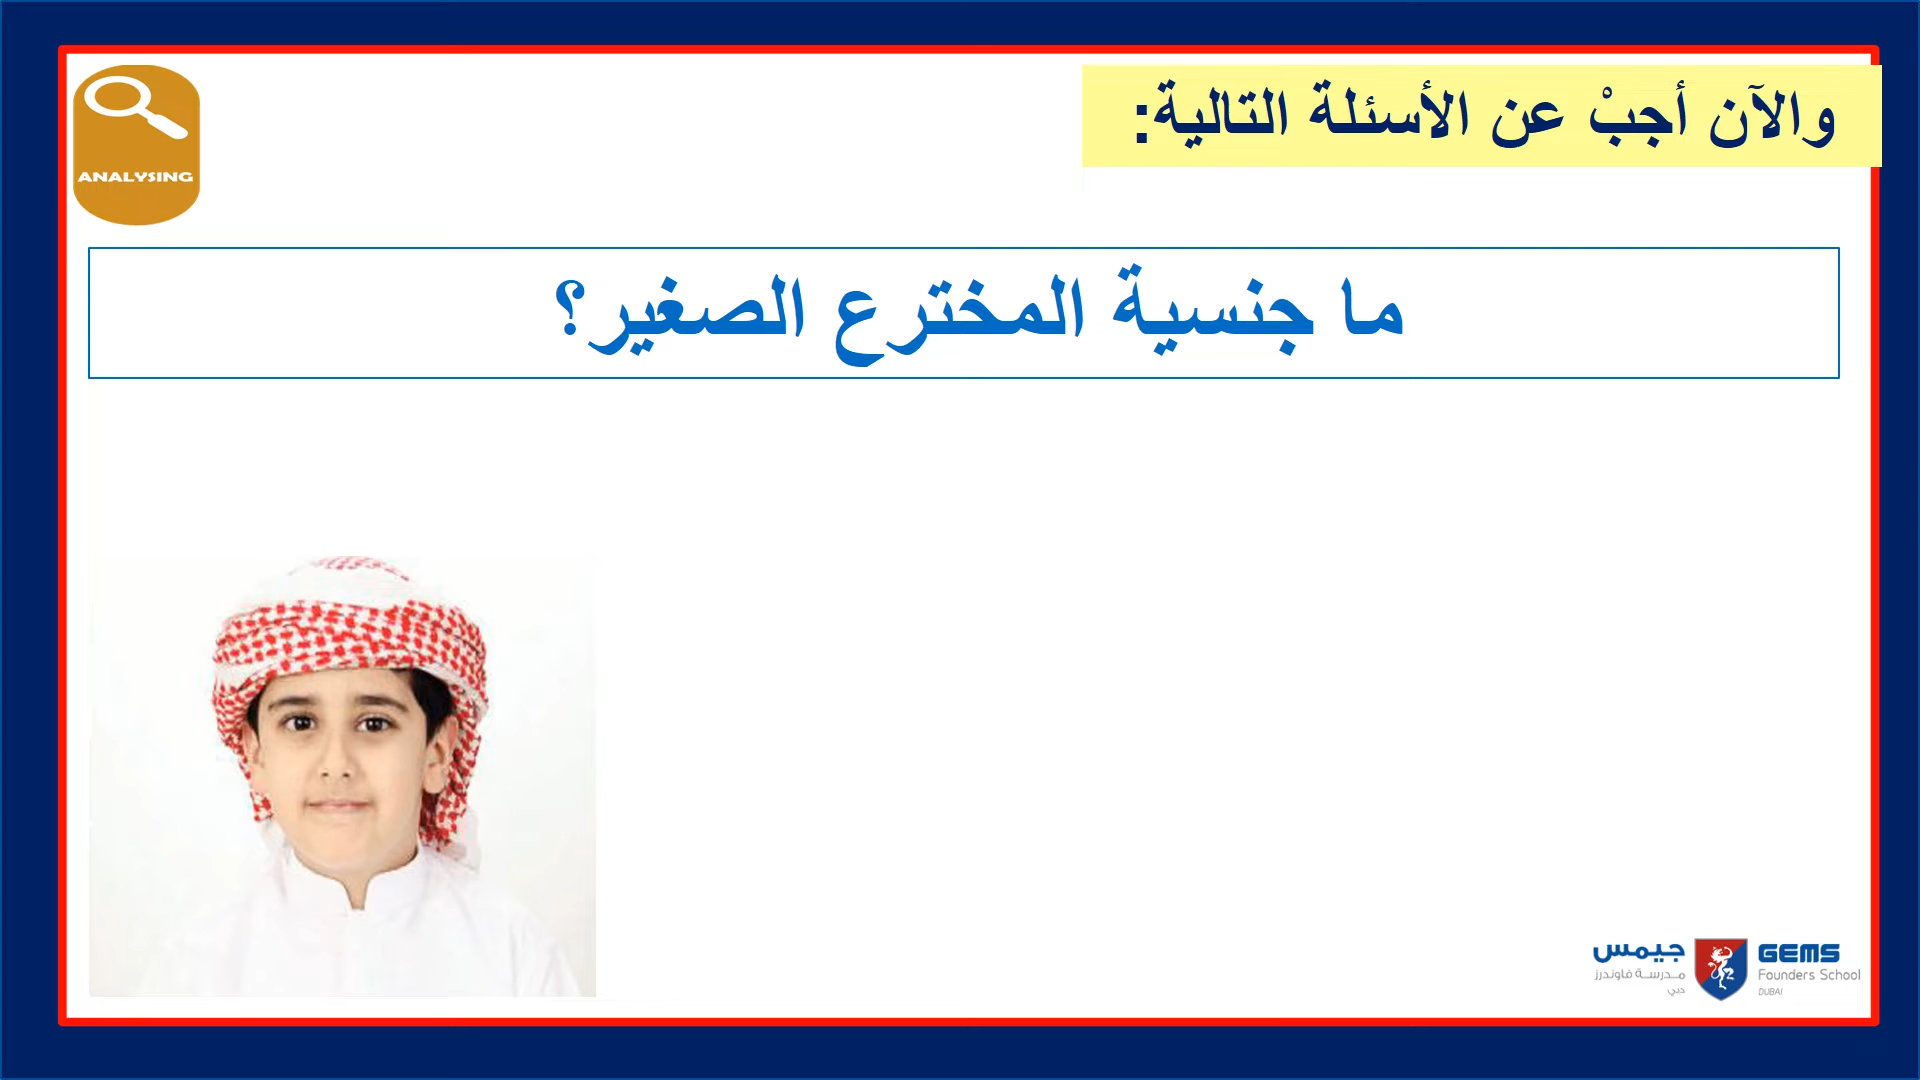 والآن أجبْ عن الأسئلة التالية:
ANALYSING
ما جنسية المخترع الصغير؟
جيمس
مدرسة فاوندرز
دبي
GEMS
Founders School
DUBAI